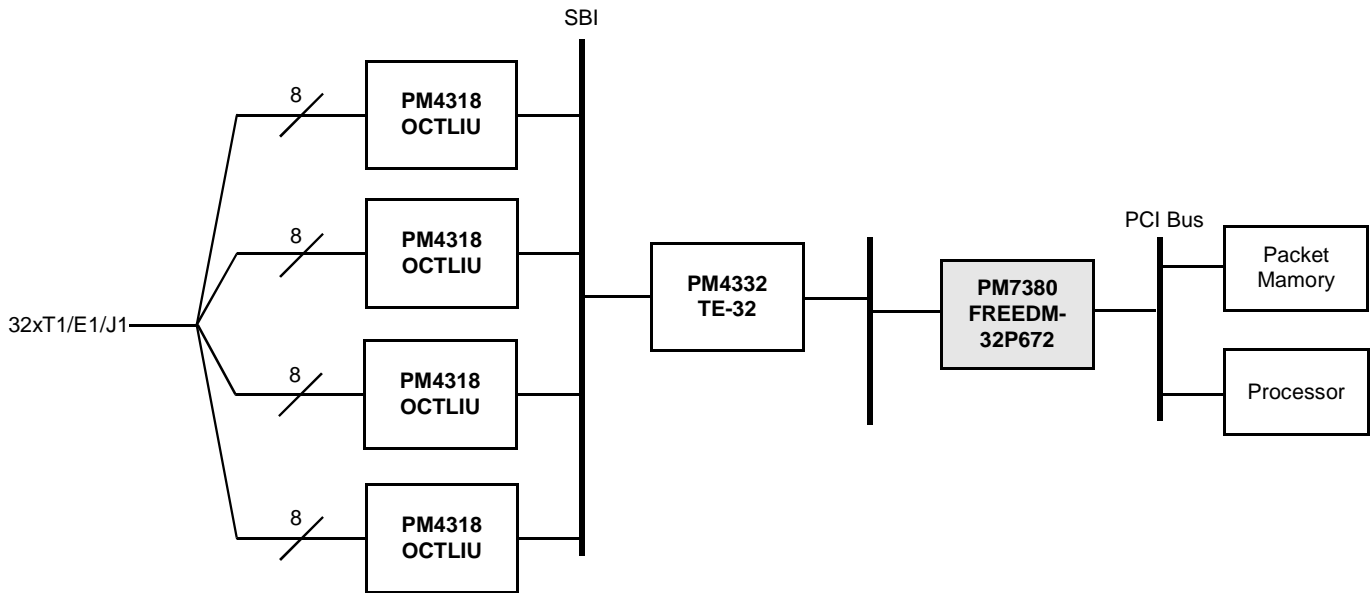 SBI
8
PM4318
OCTLIU
8
PM4318
OCTLIU
PCI Bus
Packet
Mamory
PM4332
TE-32
PM7380
FREEDM-
32P672
32xT1/E1/J1
8
PM4318
OCTLIU
Processor
8
PM4318
OCTLIU